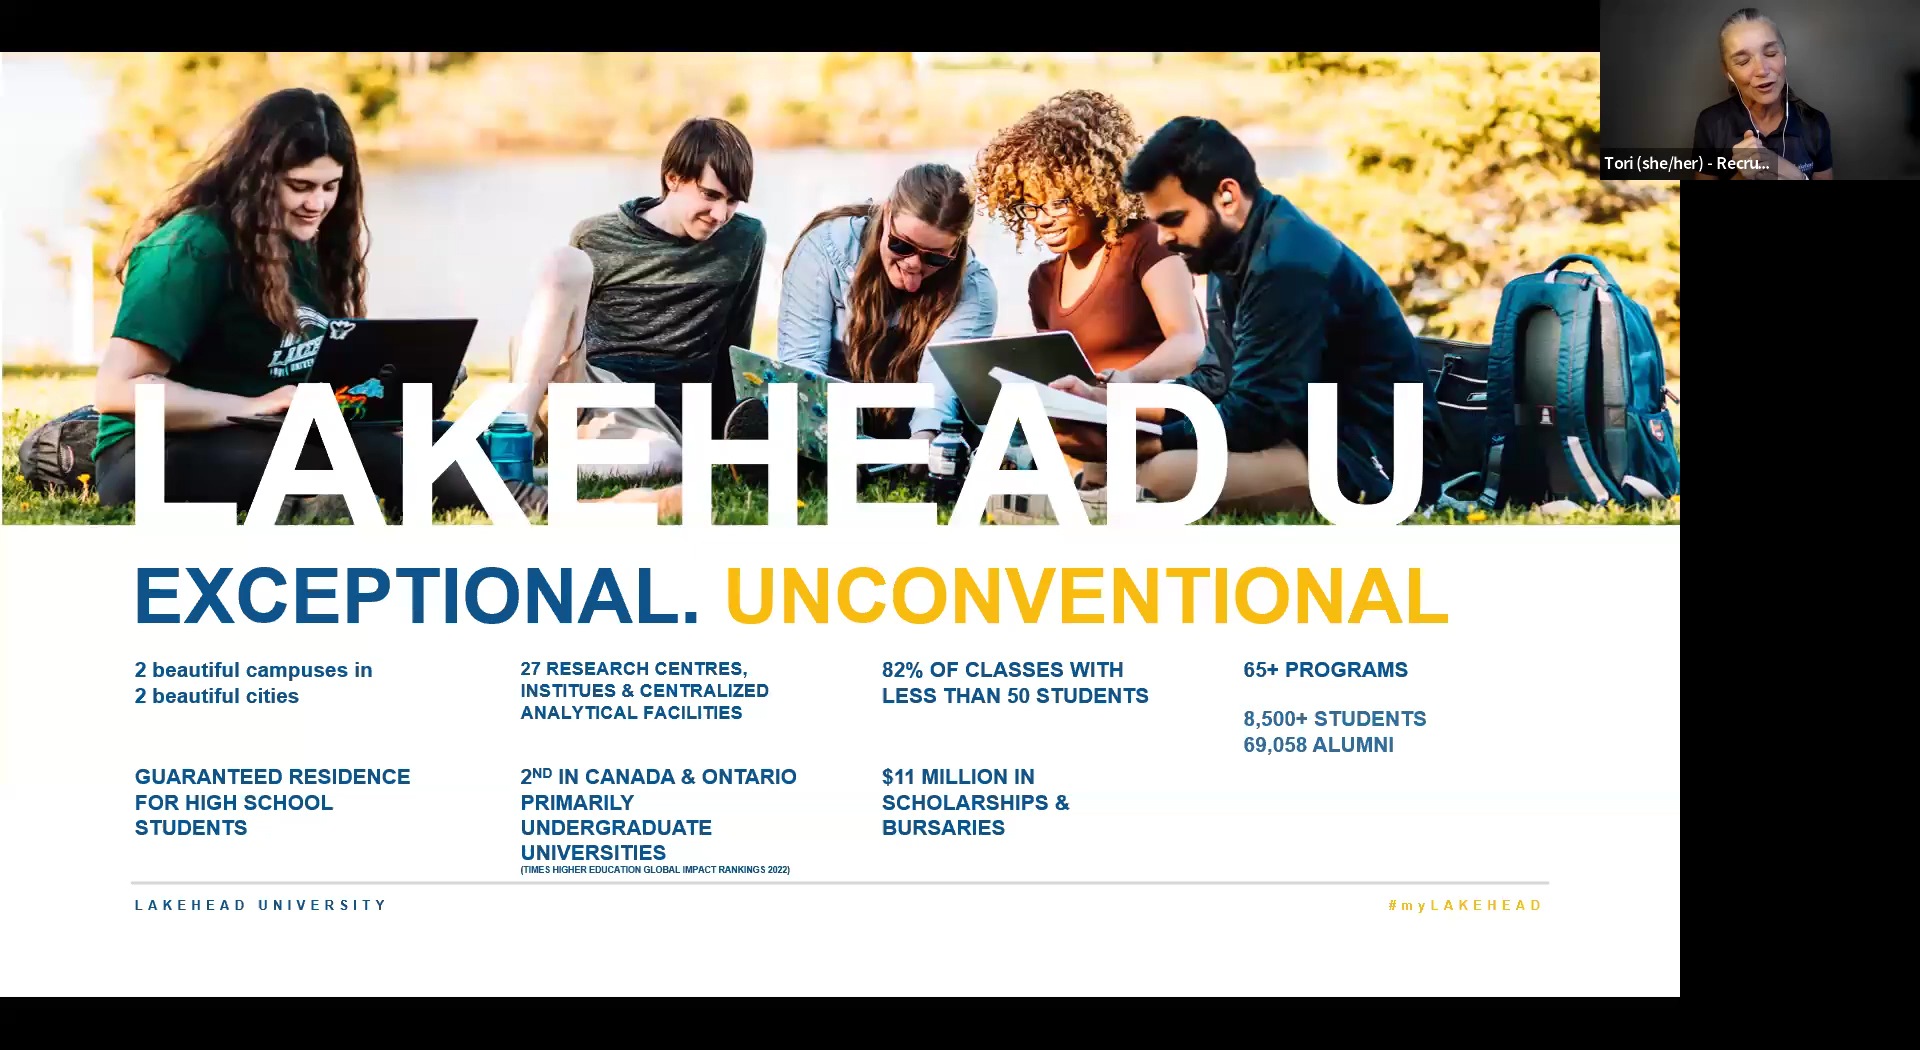 Tori (she/her) - Recru...
LAKEHEAD U
EXCEPTIONAL. UNCONVENTIONAL
2 beautiful campuses in
2 beautiful cities
27 RESEARCH CENTRES,
INSTITUES & CENTRALIZED
ANALYTICAL FACILITIES
82% OF CLASSES WITH
LESS THAN 50 STUDENTS
65+ PROGRAMS
8,500+ STUDENTS
69,058 ALUMNI
GUARANTEED RESIDENCE
FOR HIGH SCHOOL
STUDENTS
2ND IN CANADA & ONTARIO
PRIMARILY
UNDERGRADUATE
UNIVERSITIES
(TIMES HIGHER EDUCATION GLOBAL IMPACT RANKINGS 2022)
$11 MILLION IN
SCHOLARSHIPS &
BURSARIES
LAKEHEAD UNIVERSITY
#myLAKEHEAD